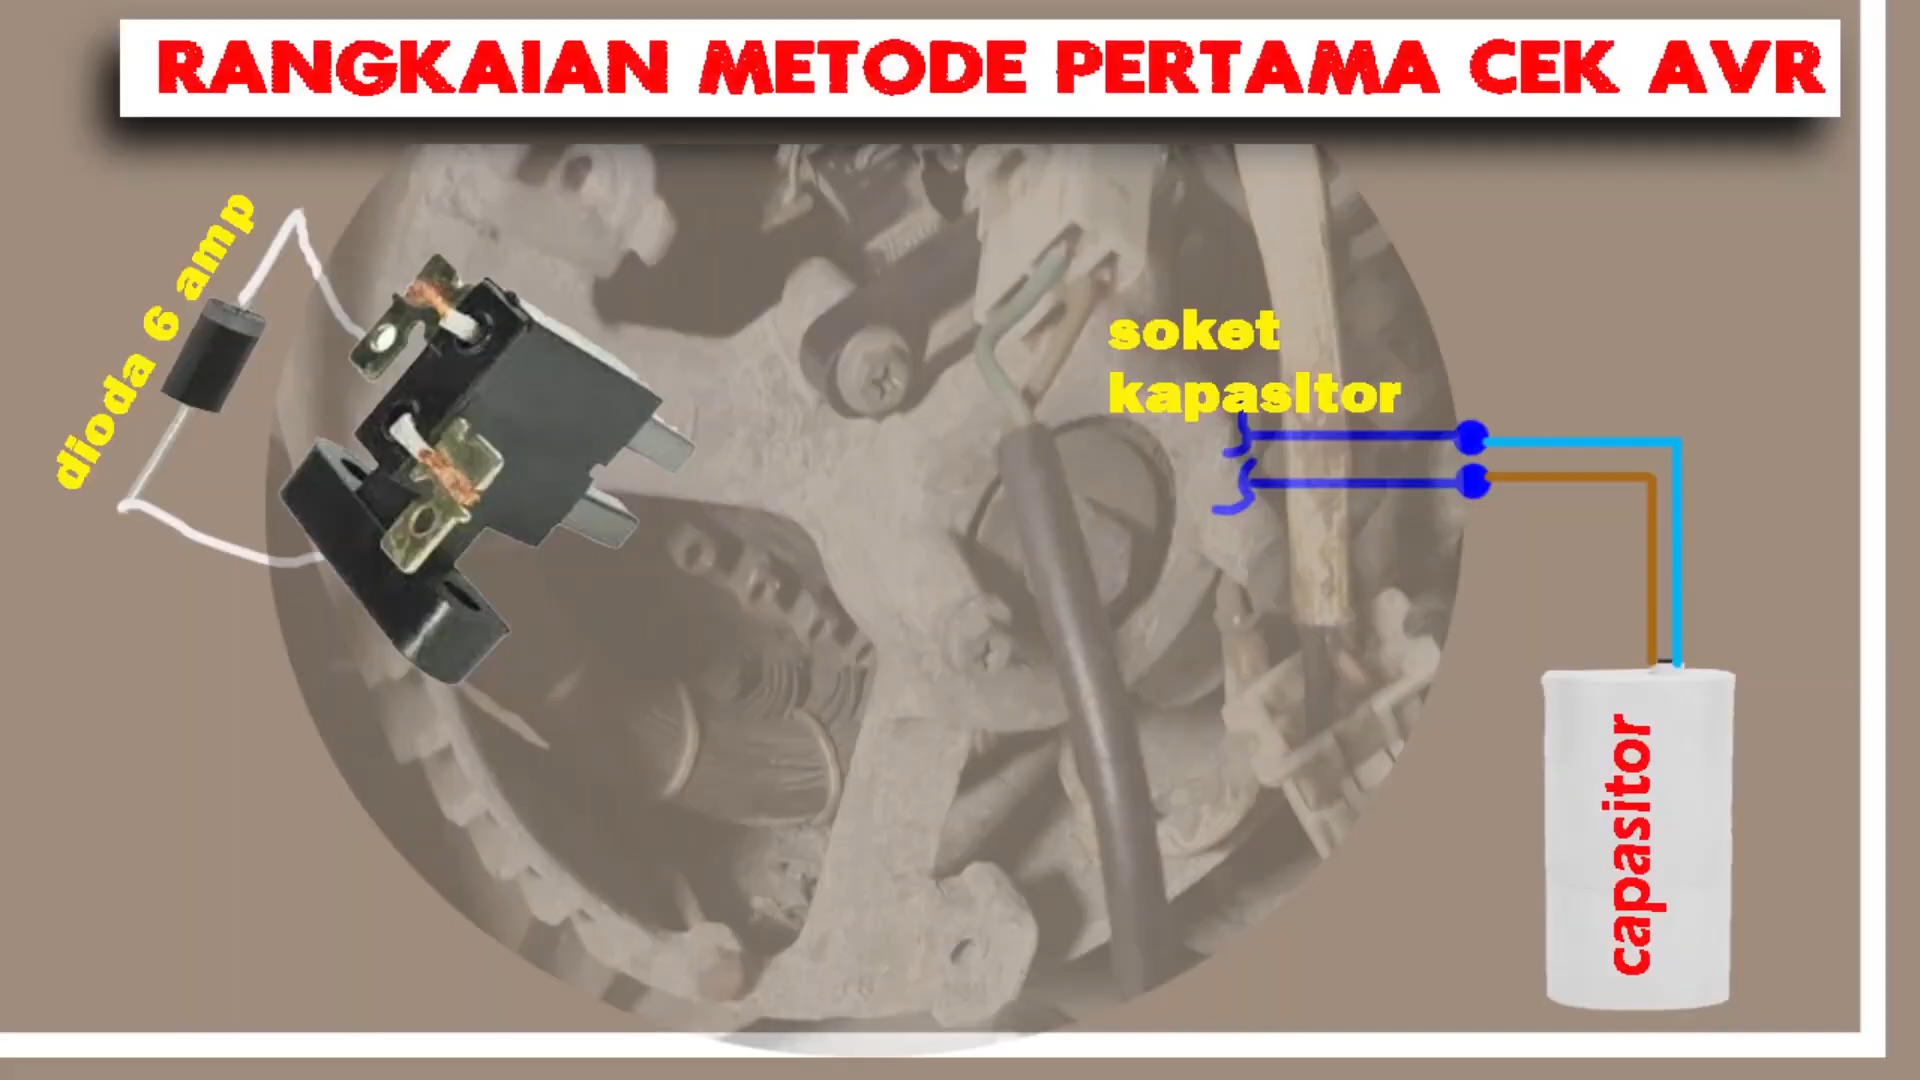 RANGKAIAN METODE PERTAMA CEK AVR
dioda 6 amp
soket
kapasItor
capasitor